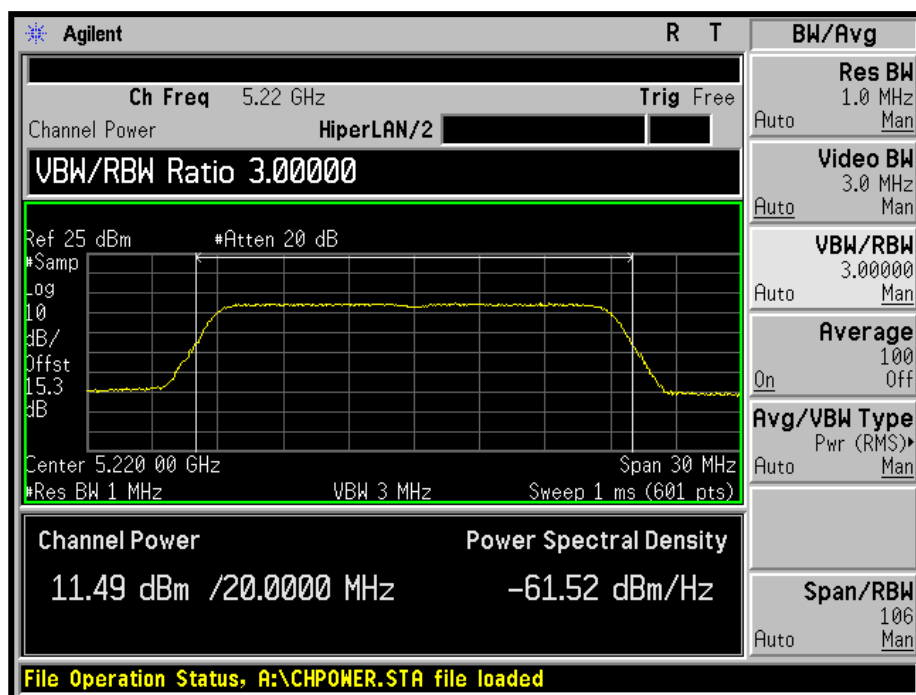 Agilent R T
Ch Freq 5.22 GHz Trig Free
Channel Power HiperLAN/2
VBW/RBW Ratio 3.00000
Ref 25 dBm #Atten 20 dB
#Samp
Log
10
dB/
Offst
15.3
dB
Center 5.220 00 GHz Span 30 MHz
#Res BW 1 MHz VBW 3 MHz Sweep 1 ms (601 pts)
Channel Power Power Spectral Density
11.49 dBm /20.0000 MHz -61.52 dBm/Hz
File Operation Status, A:\CHPOWER.STA file loaded
BW/Avg
Res BW
1.0 MHz
Auto Man
Video BW
3.0 MHz
Auto Man
VBW/RBW
3.00000
Auto Man
Average
100
On Off
Avg/VBW Type
Pwr (RMS)
Auto Man
Span/RBW
106
Auto Man